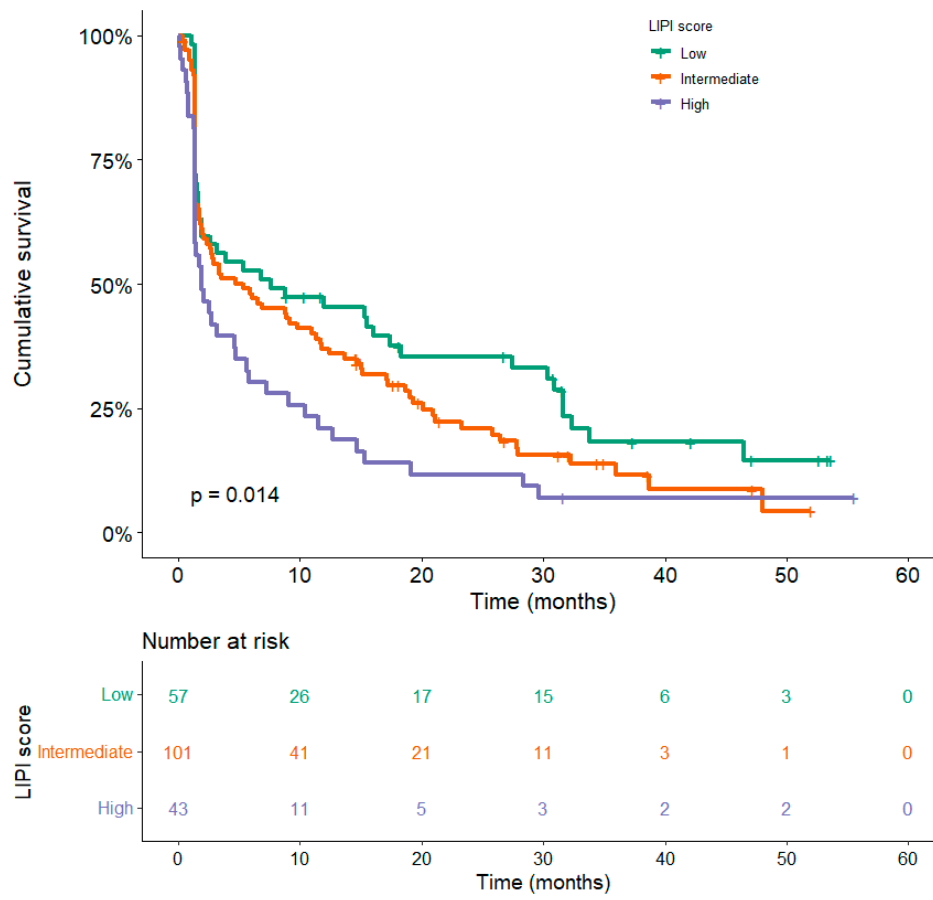 LIPI score
Low
Intermediate
High
100%
75%
50%
25%
0%
Cumulative survival
p = 0.014
0 10 20 30 40 50 60
Time (months)
Number at risk
LIPI score
Low 57 26 17 15 6 3 0
Intermediate 101 41 21 11 3 1 0
High 43 11 5 3 2 2 0
0 10 20 30 40 50 60
Time (months)